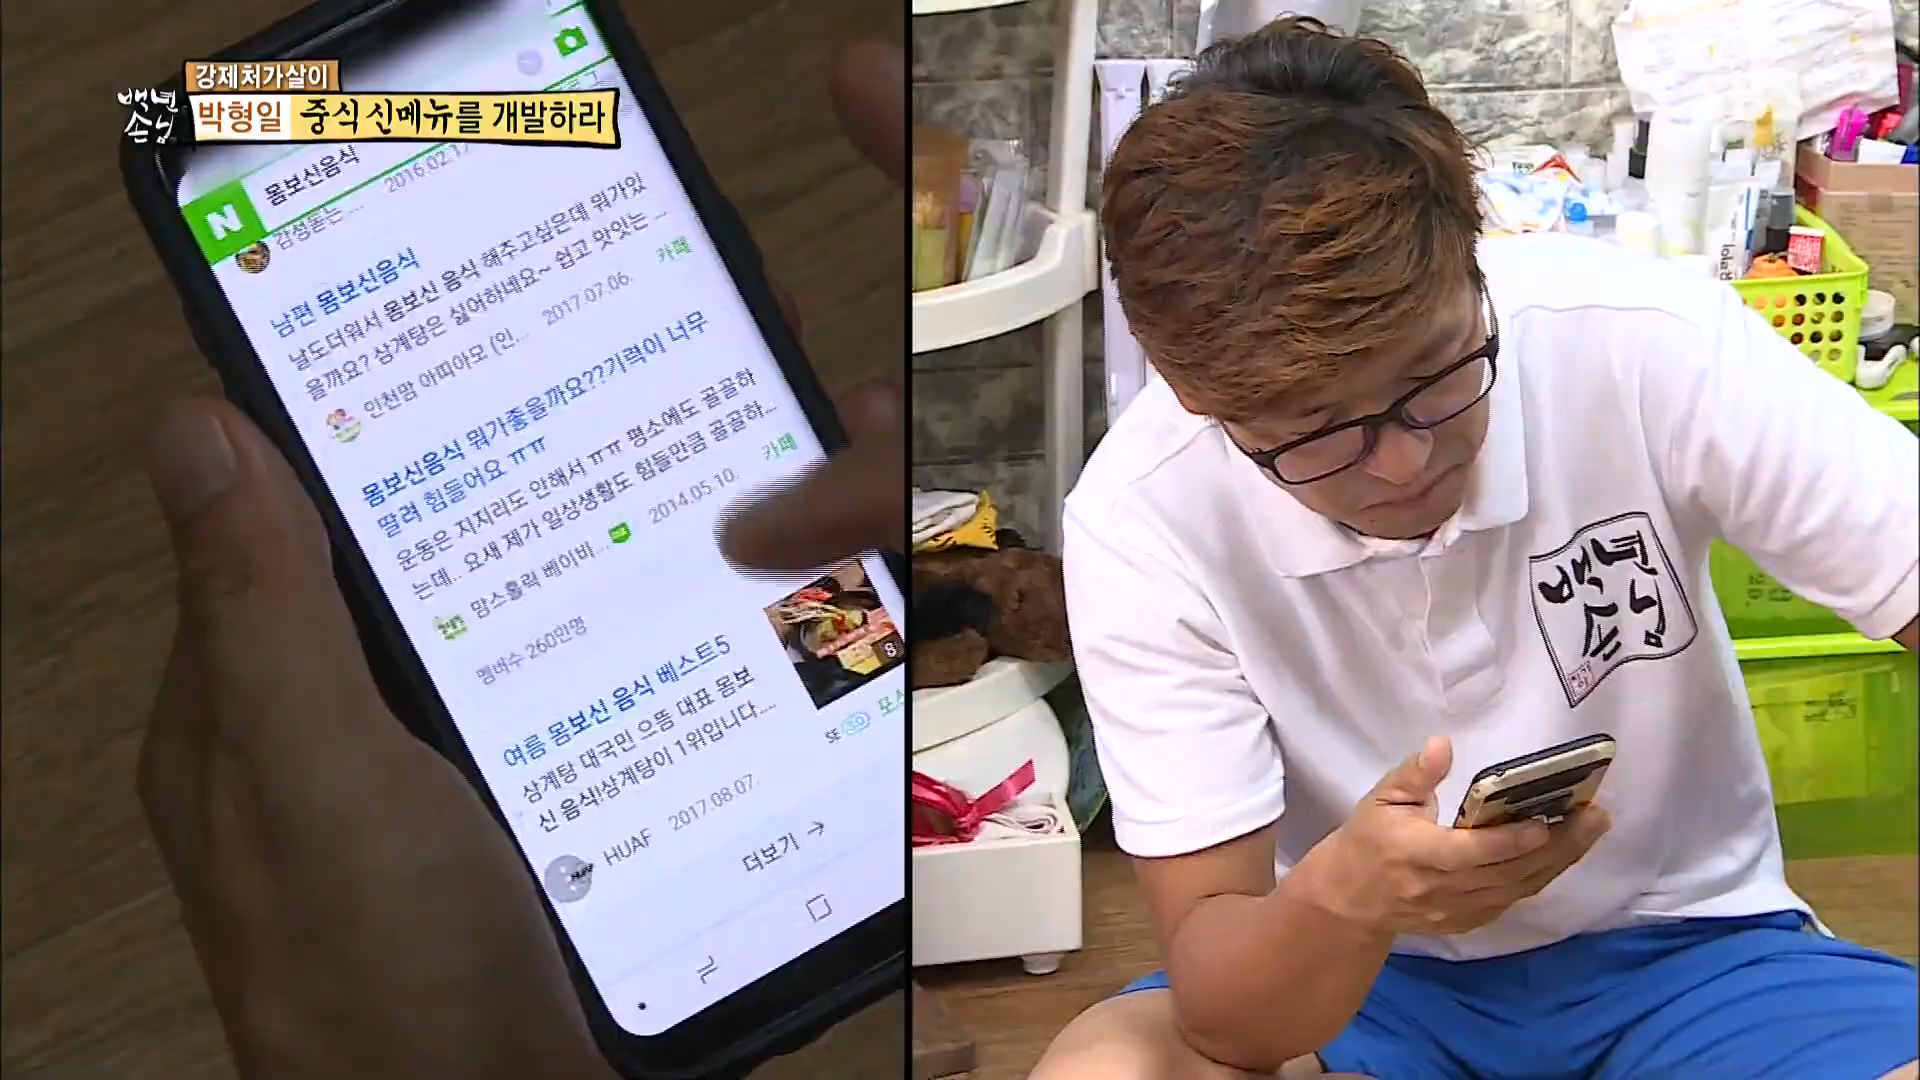 강제처가살이
백년손님
박형일 중식 신메뉴를 개발하라
N 몸보신음식
2016.02.17
남편 몸보신음식
날도더워서 몸보신 음식 해주고싶은데 뭐가있
을까요? 삼계탕은 싫어하네요~ 쉽고 맛잇는 ...
인천맘 아띠아모 (인... 2017.07.06. 카페
몸보신음식 뭐가좋을까요??기력이 너무
딸려 힘들어요 ㅠㅠ
운동은 지지리도 안해서 ㅠㅠ 평소에도 골골하
는데.. 요새 제가 일상생활도 힘들만큼 골골하...
맘스홀릭 베이비... 2014.05.10. 카페
멤버수 260만명
여름 몸보신 음식 베스트5
삼계탕 대국민 으뜸 대표 몸보
신 음식!삼계탕이 1위입니다....
8
HUAF 2017.08.07.
더보기 →
백년
손님